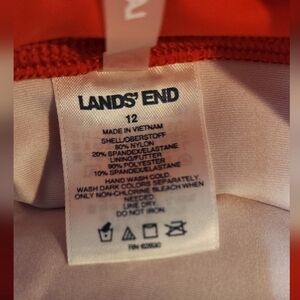 LANDS' END
12
MADE IN VIETNAM
SHELL/OBERSTOFF
80% NYLON
20% SPANDEX/ELASTANE
LINING/FUTTER
90% POLYESTER
10% SPANDEX/ELASTANE
HAND WASH COLD.
WASH DARK COLORS SEPARATELY.
ONLY NON-CHLORINE BLEACH WHEN
NEEDED.
LINE DRY.
DO NOT IRON.